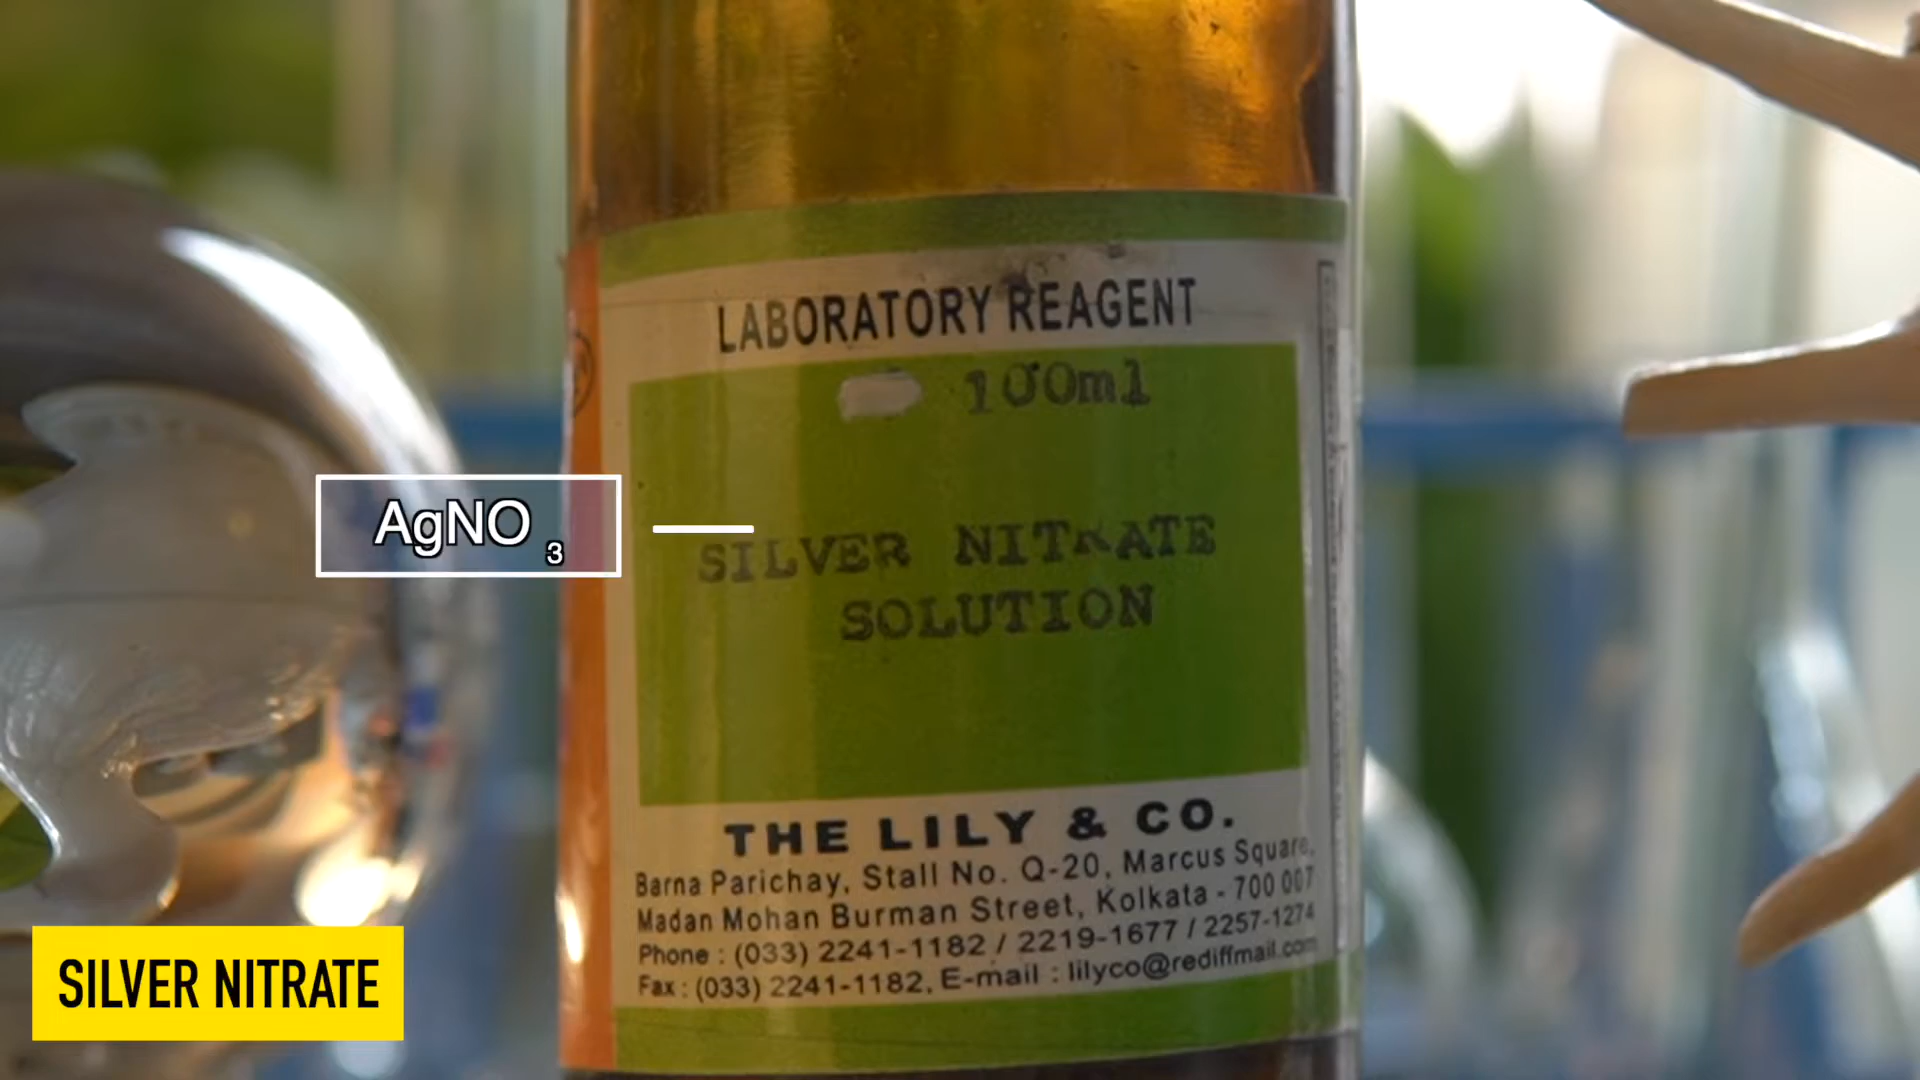 LABORATORY REAGENT
100ml
AgNO3
SILVER NITRATE
SOLUTION
THE LILY & CO.
Barna Parichay, Stall No. Q-20, Marcus Square,
Madan Mohan Burman Street, Kolkata - 700 007
Phone : (033) 2241-1182 / 2219-1677 / 2257-1274
Fax : (033) 2241-1182, E-mail : lilyco@rediffmail.com
SILVER NITRATE